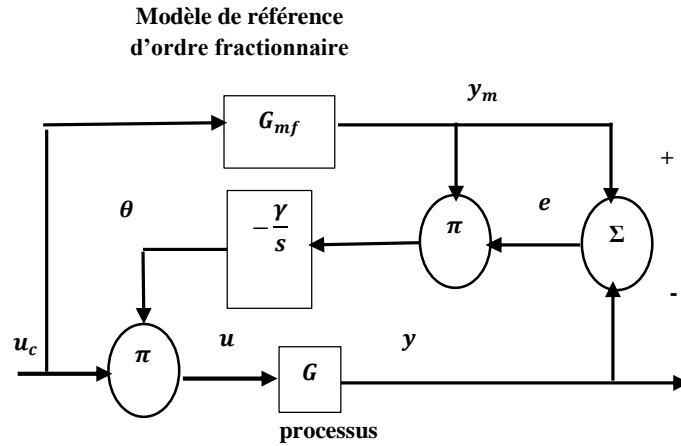 Modèle de référence
d'ordre fractionnaire
G_mf
y_m
+
θ
-γ/s
π
e
Σ
-
u_c
π
u
G
y
processus